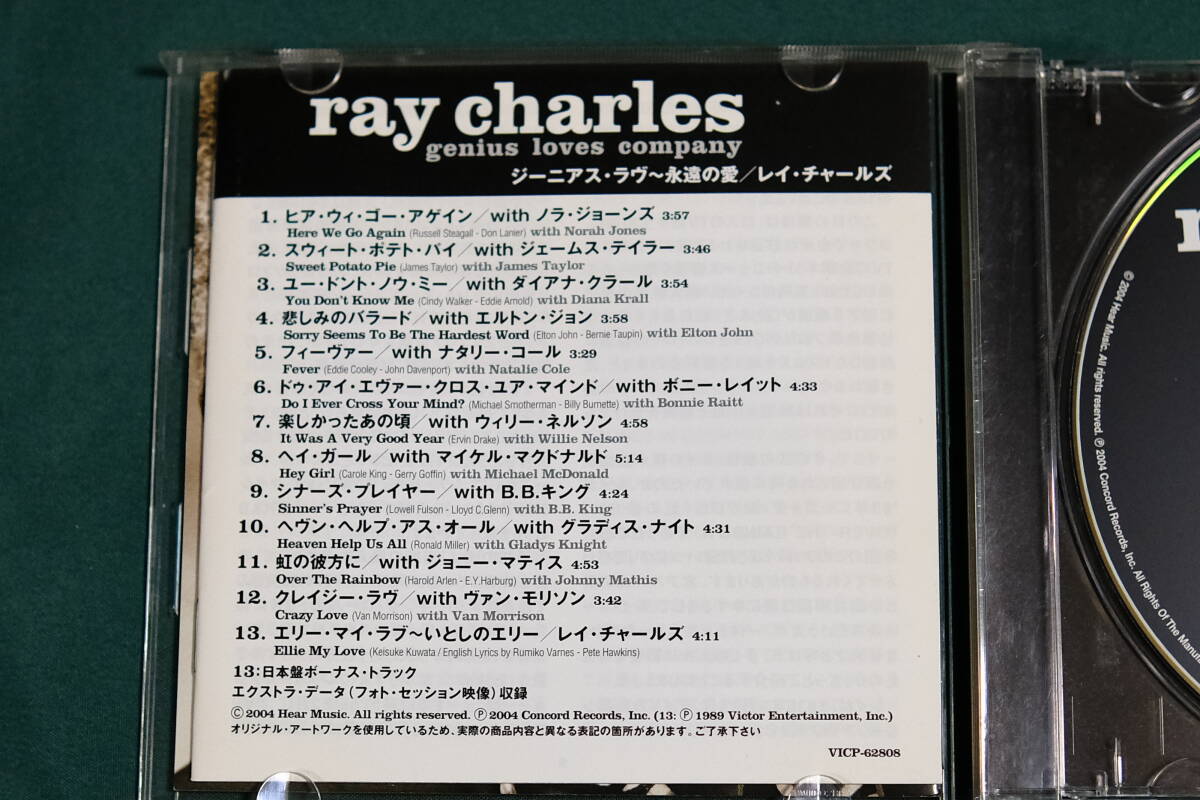 ray charles
genius loves company
ジーニアス・ラヴ~永遠の愛/レイ・チャールズ
1. ヒア・ウィ・ゴー・アゲイン/with ノラ・ジョーンズ 3:57
Here We Go Again (Russell Steagall - Don Lanier) with Norah Jones
2. スウィート・ポテト・パイ/with ジェームス・テイラー 3:46
Sweet Potato Pie (James Taylor) with James Taylor
3. ユー・ドント・ノウ・ミー/with ダイアナ・クラール 3:54
You Don't Know Me (Cindy Walker - Eddie Arnold) with Diana Krall
4. 悲しみのバラード/with エルトン・ジョン 3:58
Sorry Seems To Be The Hardest Word (Elton John - Bernie Taupin) with Elton John
5. フィーヴァー/with ナタリー・コール 3:29
Fever (Eddie Cooley - John Davenport) with Natalie Cole
6. ドゥ・アイ・エヴァー・クロス・ユア・マインド/with ボニー・レイット 4:33
Do I Ever Cross Your Mind? (Michael Smotherman - Billy Burnette) with Bonnie Raitt
7. 楽しかったあの頃/with ウィリー・ネルソン 4:58
It Was A Very Good Year (Ervin Drake) with Willie Nelson
8. ヘイ・ガール/with マイケル・マクドナルド 5:14
Hey Girl (Carole King - Gerry Goffin) with Michael McDonald
9. シナーズ・プレイヤー/with B.B.キング 4:24
Sinner's Prayer (Lowell Fulson - Lloyd C.Glenn) with B.B. King
10. ヘヴン・ヘルプ・アス・オール/with グラディス・ナイト 4:31
Heaven Help Us All (Ronald Miller) with Gladys Knight
11. 虹の彼方に/with ジョニー・マティス 4:53
Over The Rainbow (Harold Arlen - E.Y.Harburg) with Johnny Mathis
12. クレイジー・ラヴ/with ヴァン・モリソン 3:42
Crazy Love (Van Morrison) with Van Morrison
13. エリー・マイ・ラブ~いとしのエリー/レイ・チャールズ 4:11
Ellie My Love (Keisuke Kuwata / English Lyrics by Rumiko Varnes - Pete Hawkins)
13:日本盤ボーナス・トラック
エクストラ・データ(フォト・セッション映像)収録
© 2004 Hear Music. All rights reserved. ℗ 2004 Concord Records, Inc. (13: ℗ 1989 Victor Entertainment, Inc.)
オリジナル・アートワークを使用しているため、実際の商品内容と異なる表記の箇所があります。ご了承下さい
VICP-62808
© 2004 Hear Music. All rights reserved. ℗ 2004 Concord Records, Inc. All Rights Of The Manu